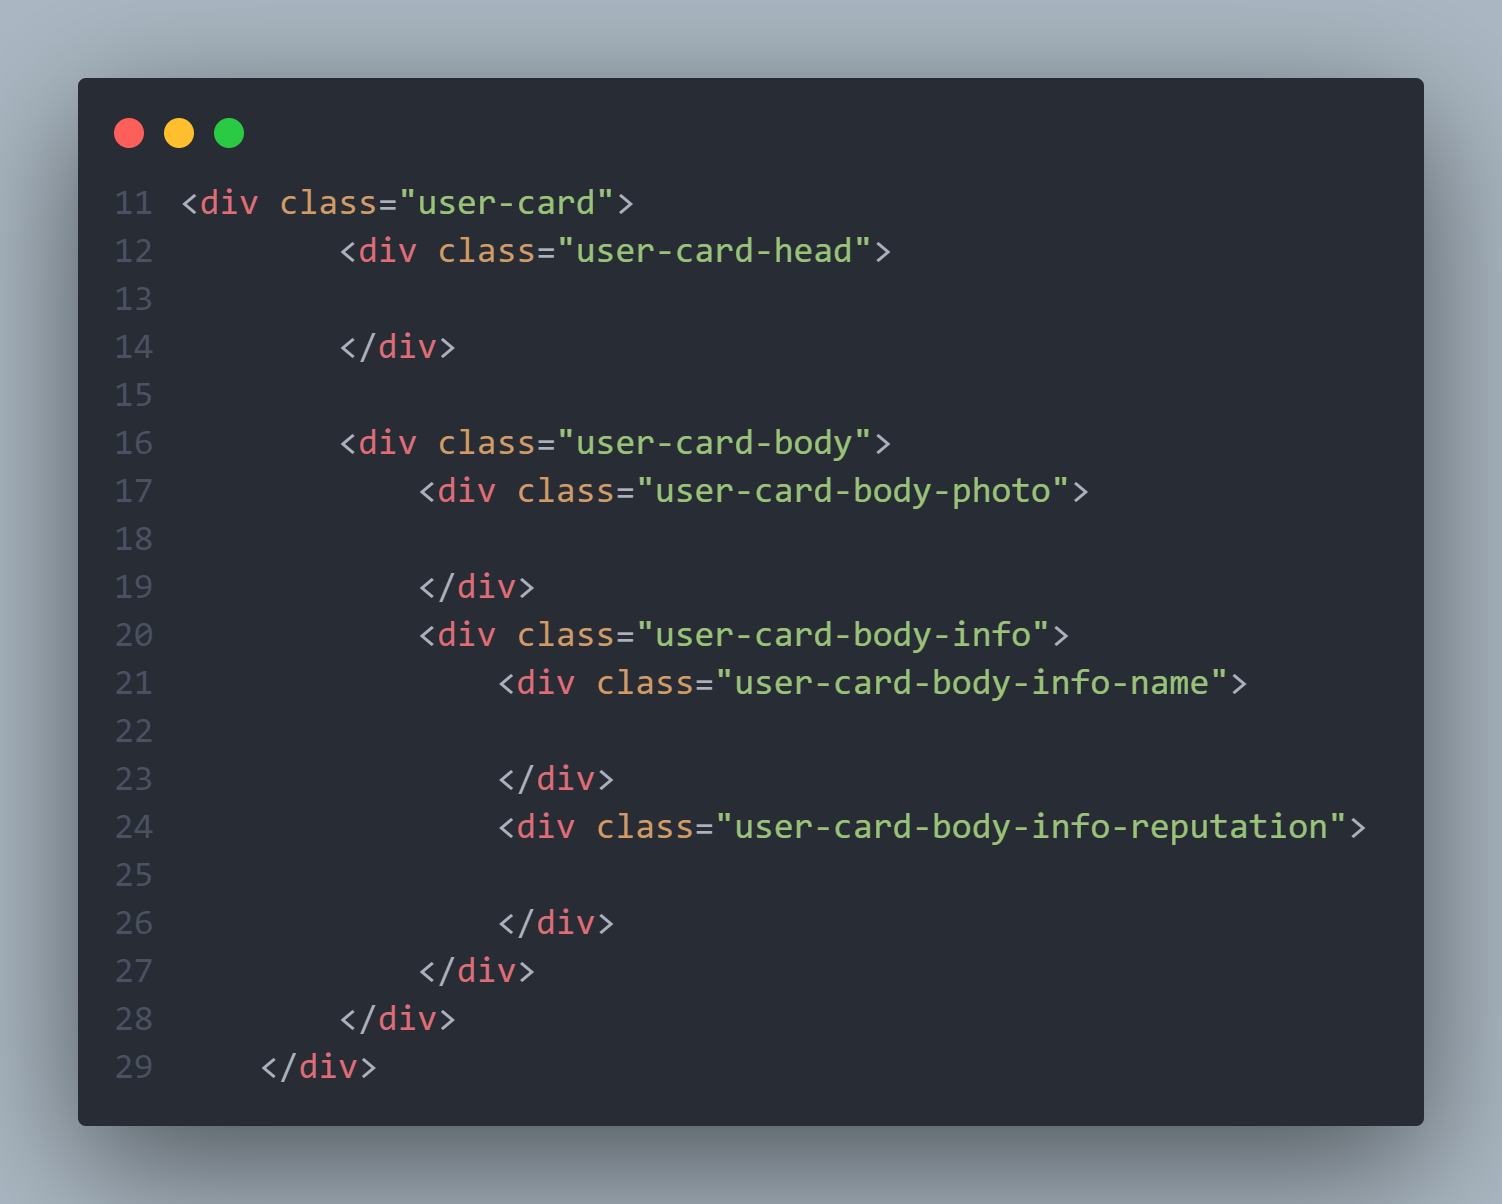 11 <div class="user-card">
12         <div class="user-card-head">
13
14         </div>
15
16         <div class="user-card-body">
17             <div class="user-card-body-photo">
18
19             </div>
20             <div class="user-card-body-info">
21                 <div class="user-card-body-info-name">
22
23                 </div>
24                 <div class="user-card-body-info-reputation">
25
26                 </div>
27             </div>
28         </div>
29     </div>